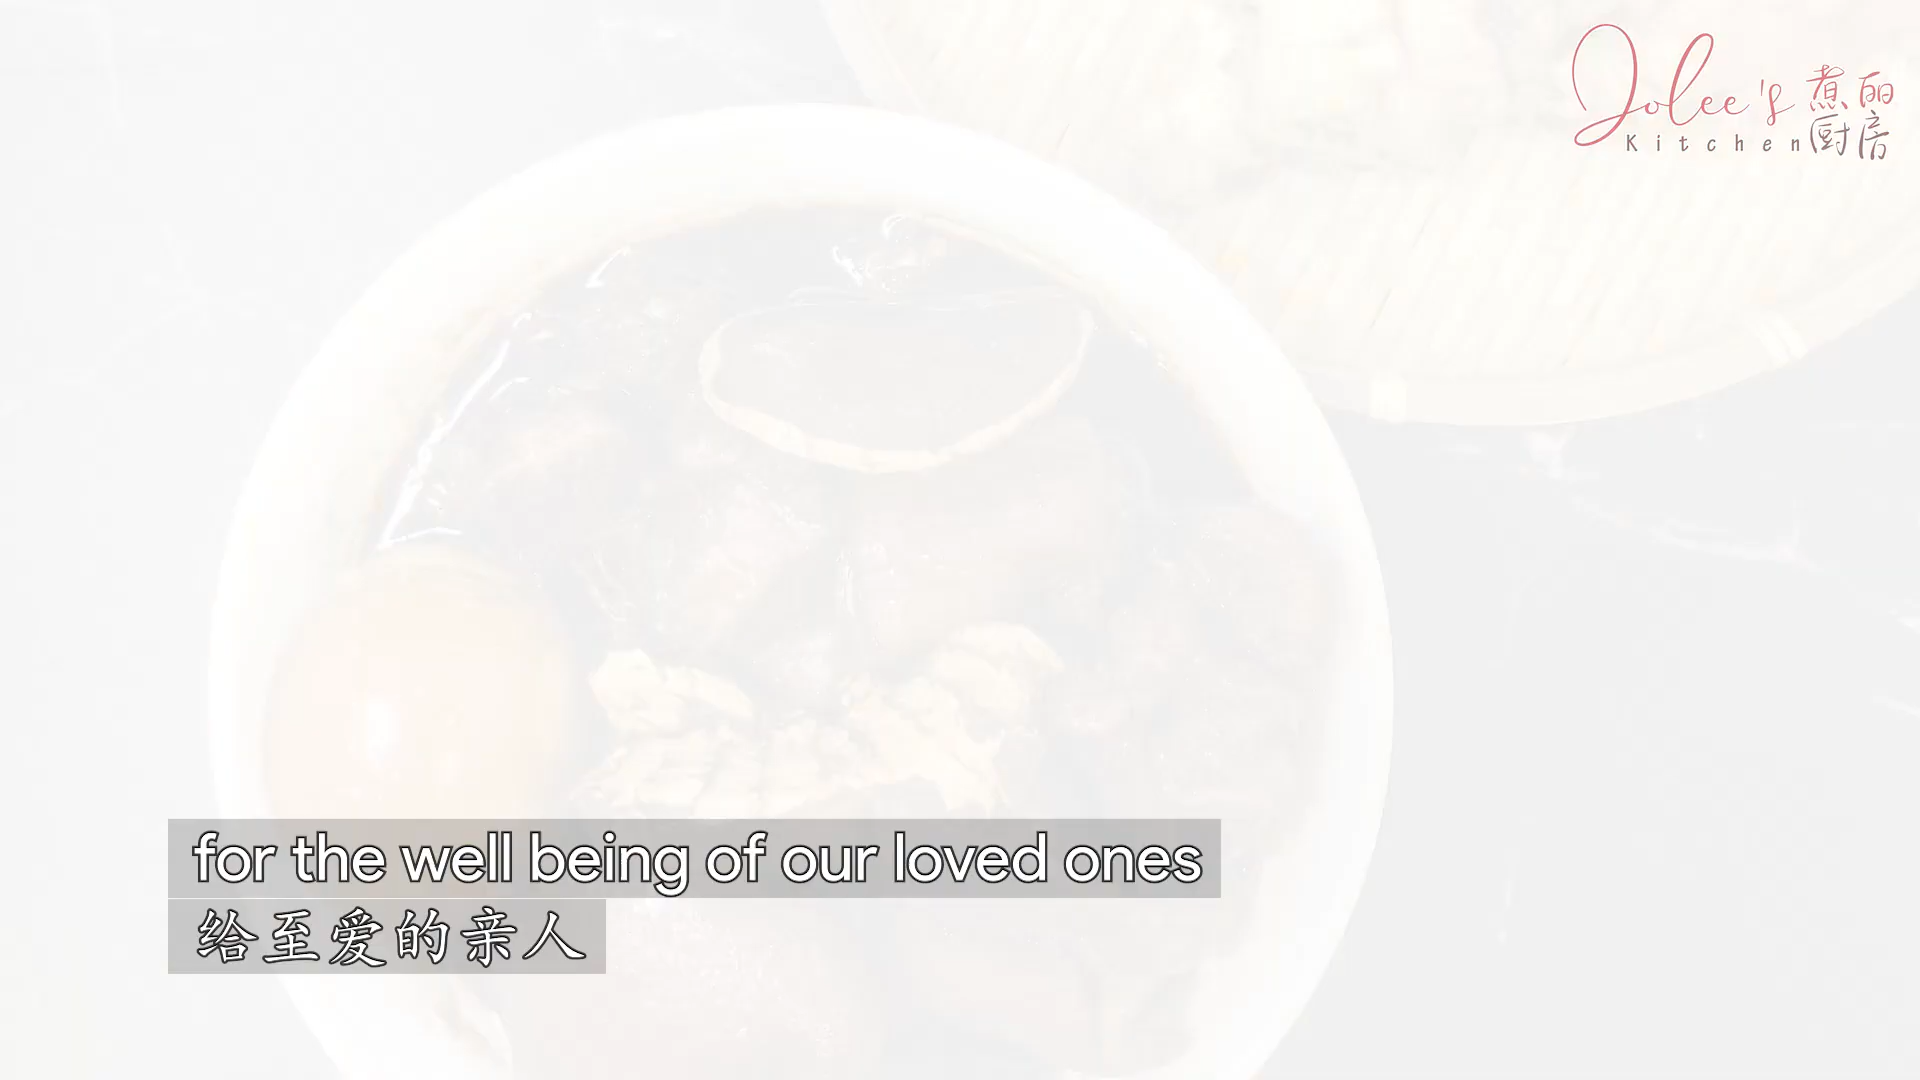 Jolee's 煮丽
Kitchen 厨房
for the well being of our loved ones
给至爱的亲人